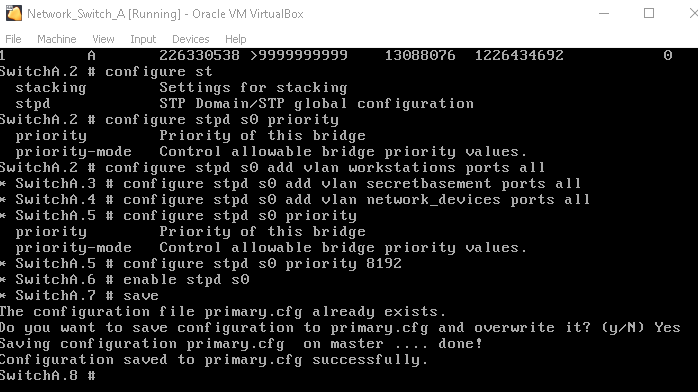 Network_Switch_A [Running] - Oracle VM VirtualBox
File Machine View Input Devices Help
1 A 226330538 >9999999999 13088076 1226434692 0
SwitchA.2 # configure st
stacking Settings for stacking
stpd STP Domain/STP global configuration
SwitchA.2 # configure stpd s0 priority
priority Priority of this bridge
priority-mode Control allowable bridge priority values.
SwitchA.2 # configure stpd s0 add vlan workstations ports all
* SwitchA.3 # configure stpd s0 add vlan secretbasement ports all
* SwitchA.4 # configure stpd s0 add vlan network_devices ports all
* SwitchA.5 # configure stpd s0 priority
priority Priority of this bridge
priority-mode Control allowable bridge priority values.
* SwitchA.5 # configure stpd s0 priority 8192
* SwitchA.6 # enable stpd s0
* SwitchA.7 # save
The configuration file primary.cfg already exists.
Do you want to save configuration to primary.cfg and overwrite it? (y/N) Yes
Saving configuration primary.cfg on master .... done!
Configuration saved to primary.cfg successfully.
SwitchA.8 #